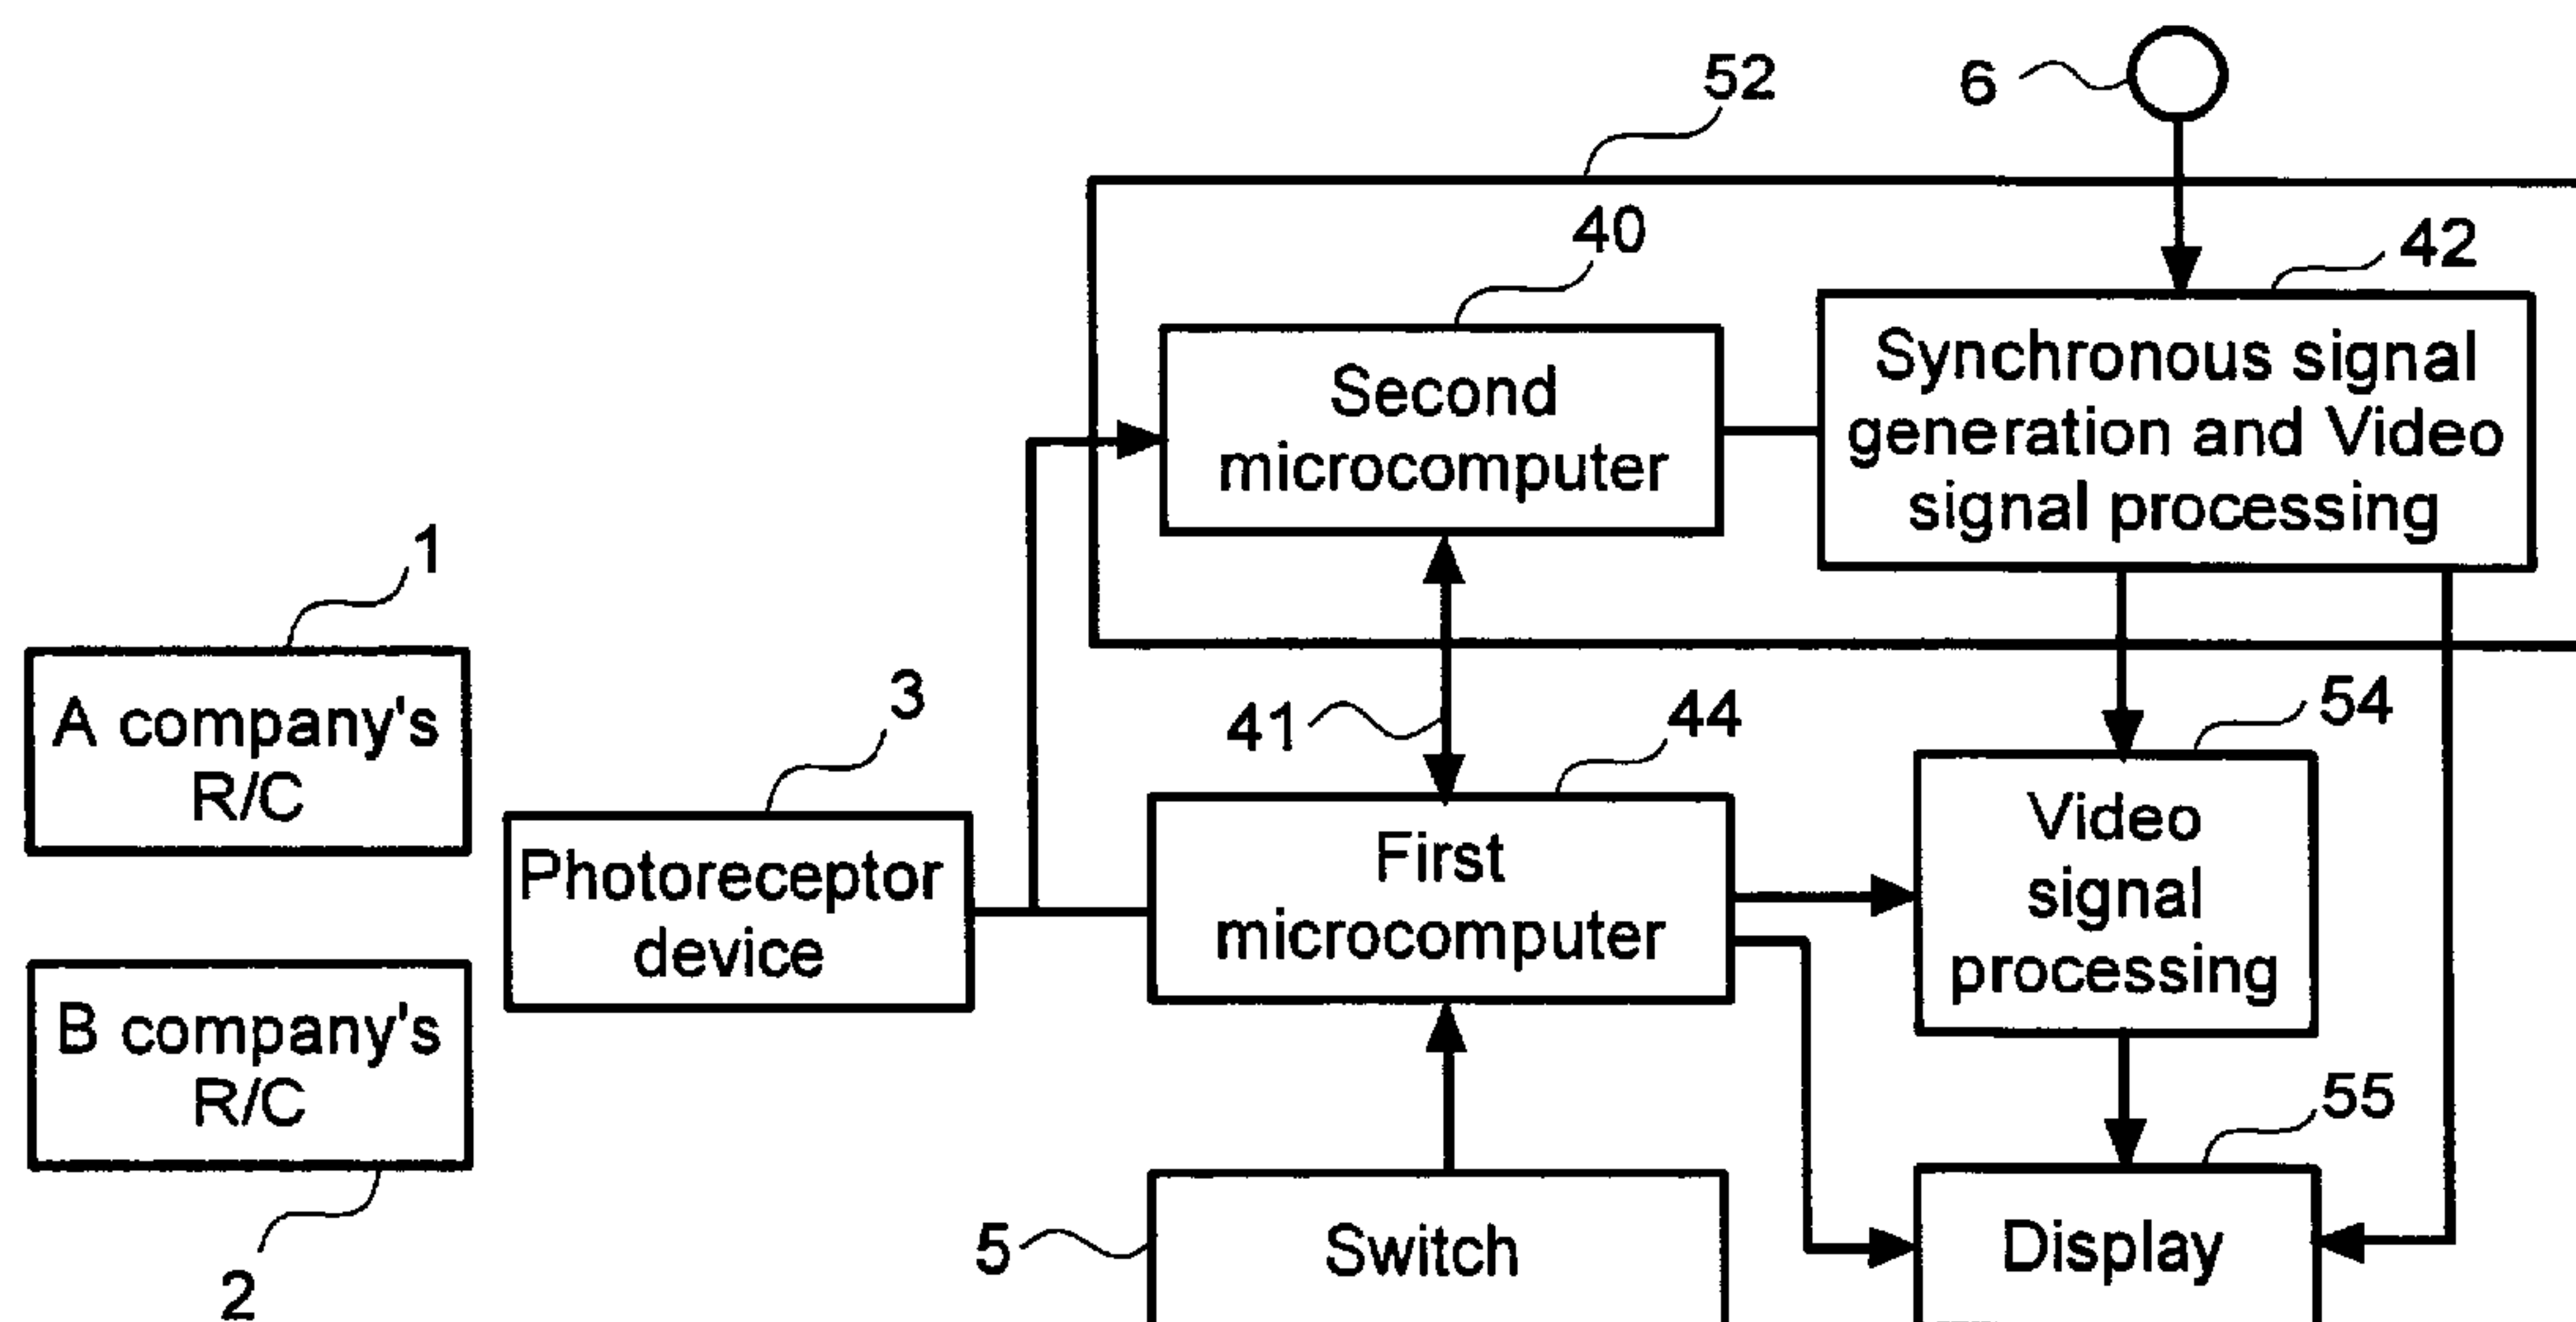 6
52
40
42
Second
microcomputer
Synchronous signal
generation and Video
signal processing
1
A company's
R/C
3
Photoreceptor
device
41
44
First
microcomputer
54
Video
signal
processing
B company's
R/C
2
5
Switch
55
Display